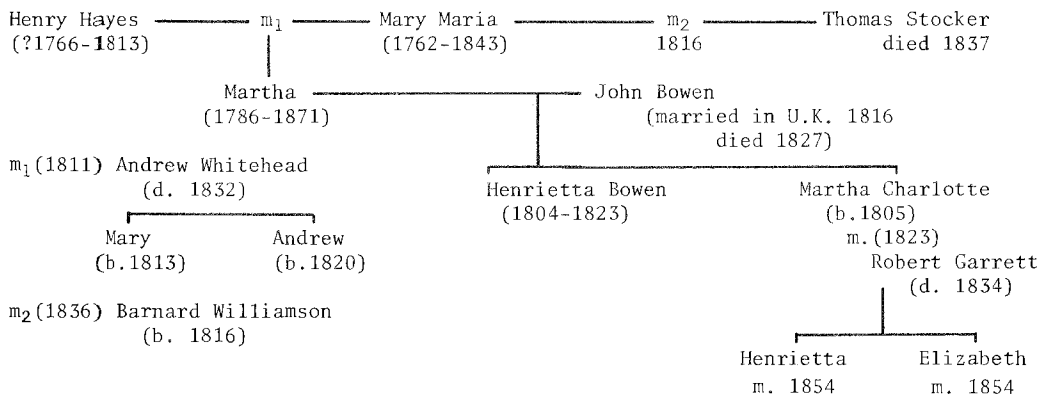 Henry Hayes m1 Mary Maria m2 Thomas Stocker
(?1766-1813) (1762-1843) 1816 died 1837
Martha John Bowen
(1786-1871) (married in U.K. 1816
died 1827)
m1(1811) Andrew Whitehead
(d. 1832)
Henrietta Bowen Martha Charlotte
(1804-1823) (b.1805)
m.(1823)
Mary Andrew
(b.1813) (b.1820)
Robert Garrett
(d. 1834)
m2(1836) Barnard Williamson
(b. 1816)
Henrietta Elizabeth
m. 1854 m. 1854